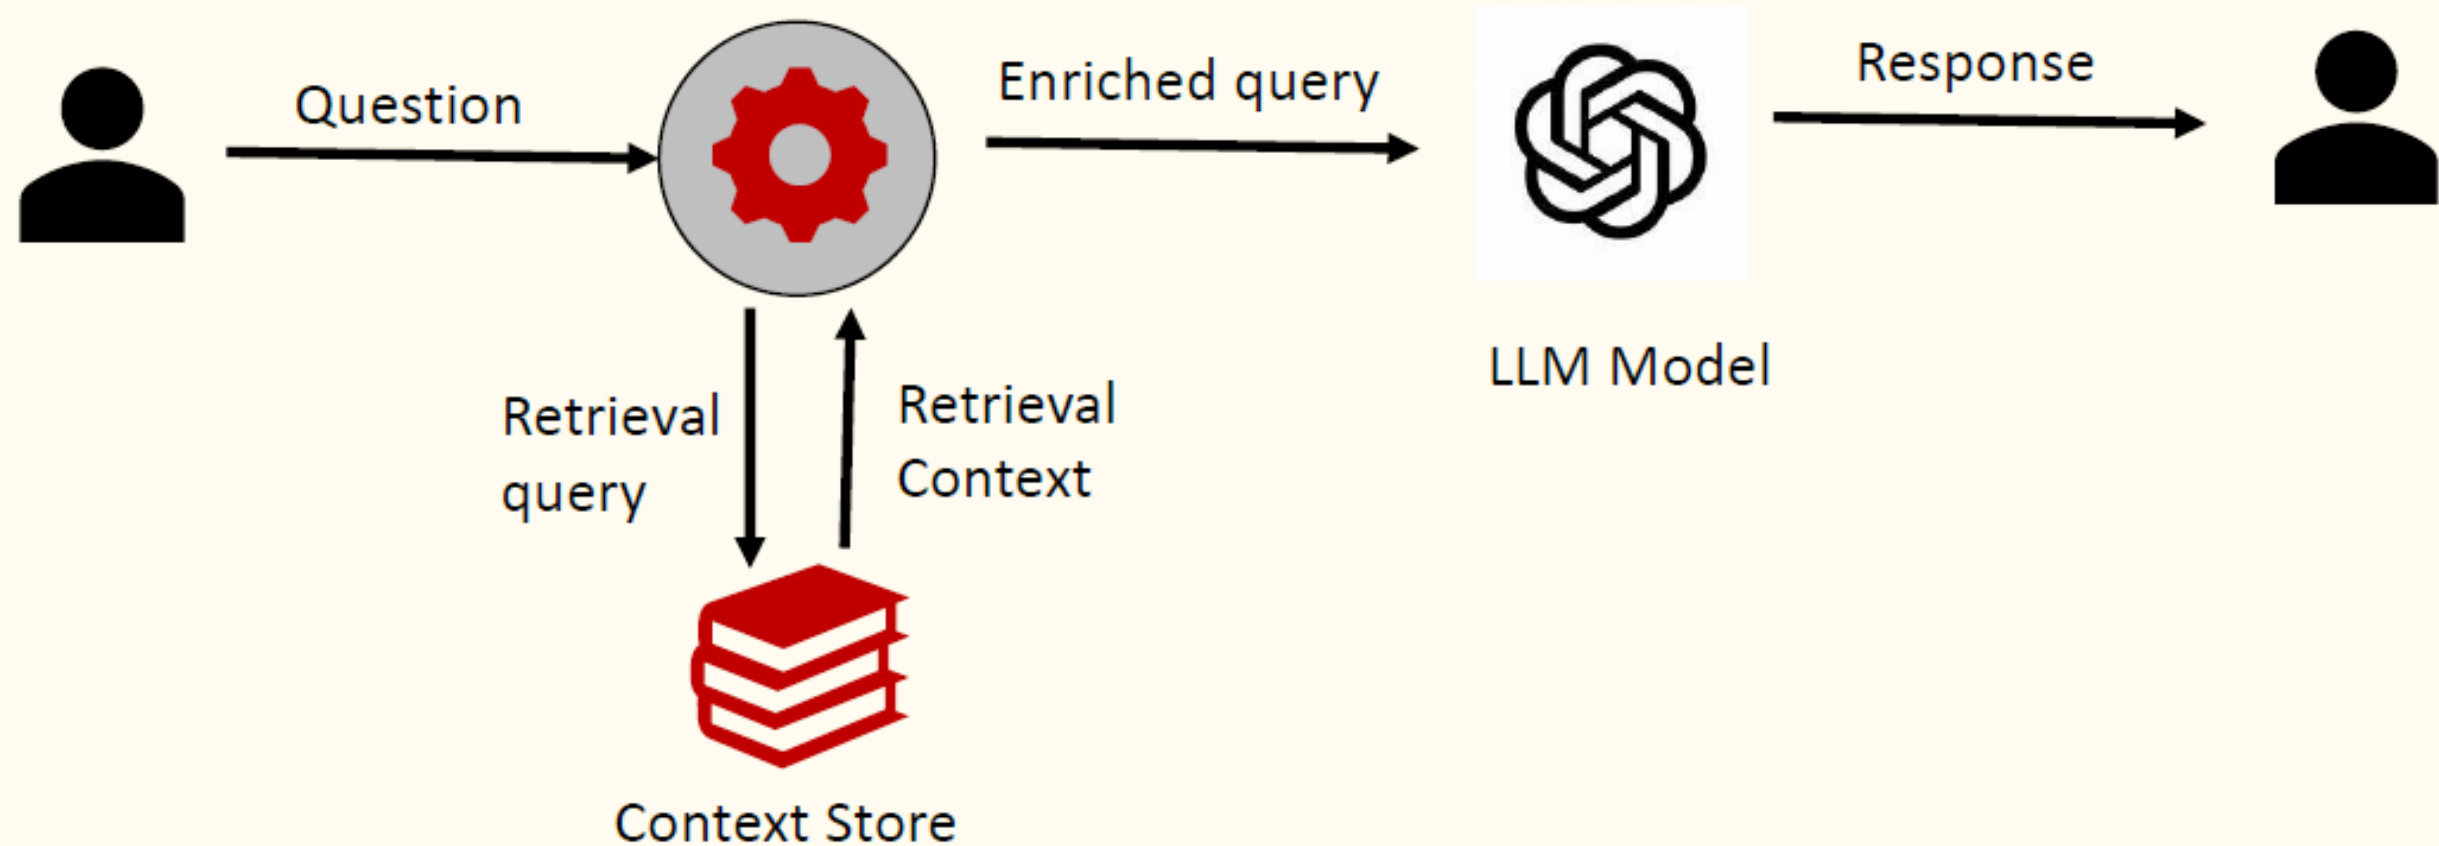 Question
Enriched query
Response
Retrieval
query
Retrieval
Context
LLM Model
Context Store